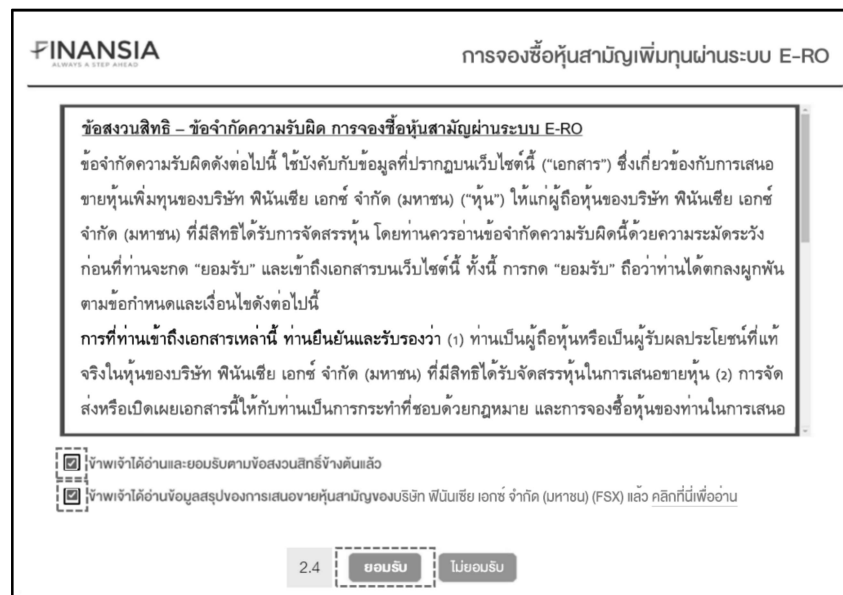 FINANSIA
ALWAYS A STEP AHEAD
การจองซื้อหุ้นสามัญเพิ่มทุนผ่านระบบ E-RO
ข้อสงวนสิทธิ – ข้อจำกัดความรับผิด การจองซื้อหุ้นสามัญผ่านระบบ E-RO
ข้อจำกัดความรับผิดดังต่อไปนี้ ใช้บังคับกับข้อมูลที่ปรากฏบนเว็บไซต์นี้ (“เอกสาร”) ซึ่งเกี่ยวข้องกับการเสนอ
ขายหุ้นเพิ่มทุนของบริษัท ฟินันเซีย เอกซ์ จำกัด (มหาชน) (“หุ้น”) ให้แก่ผู้ถือหุ้นของบริษัท ฟินันเซีย เอกซ์
จำกัด (มหาชน) ที่มีสิทธิได้รับการจัดสรรหุ้น โดยท่านควรอ่านข้อจำกัดความรับผิดนี้ด้วยความระมัดระวัง
ก่อนที่ท่านจะกด “ยอมรับ” และเข้าถึงเอกสารบนเว็บไซต์นี้ ทั้งนี้ การกด “ยอมรับ” ถือว่าท่านได้ตกลงผูกพัน
ตามข้อกำหนดและเงื่อนไขดังต่อไปนี้
การที่ท่านเข้าถึงเอกสารเหล่านี้ ท่านยืนยันและรับรองว่า (1) ท่านเป็นผู้ถือหุ้นหรือเป็นผู้รับผลประโยชน์ที่แท้
จริงในหุ้นของบริษัท ฟินันเซีย เอกซ์ จำกัด (มหาชน) ที่มีสิทธิได้รับจัดสรรหุ้นในการเสนอขายหุ้น (2) การจัด
ส่งหรือเปิดเผยเอกสารนี้ให้กับท่านเป็นการกระทำที่ชอบด้วยกฎหมาย และการจองซื้อหุ้นของท่านในการเสนอ
ข้าพเจ้าได้อ่านและยอมรับตามข้อสงวนสิทธิ์ข้างต้นแล้ว
ข้าพเจ้าได้อ่านข้อมูลสรุปของการเสนอขายหุ้นสามัญของบริษัท ฟินันเซีย เอกซ์ จำกัด (มหาชน) (FSX) แล้ว คลิกที่นี่เพื่ออ่าน
2.4 ยอมรับ ไม่ยอมรับ